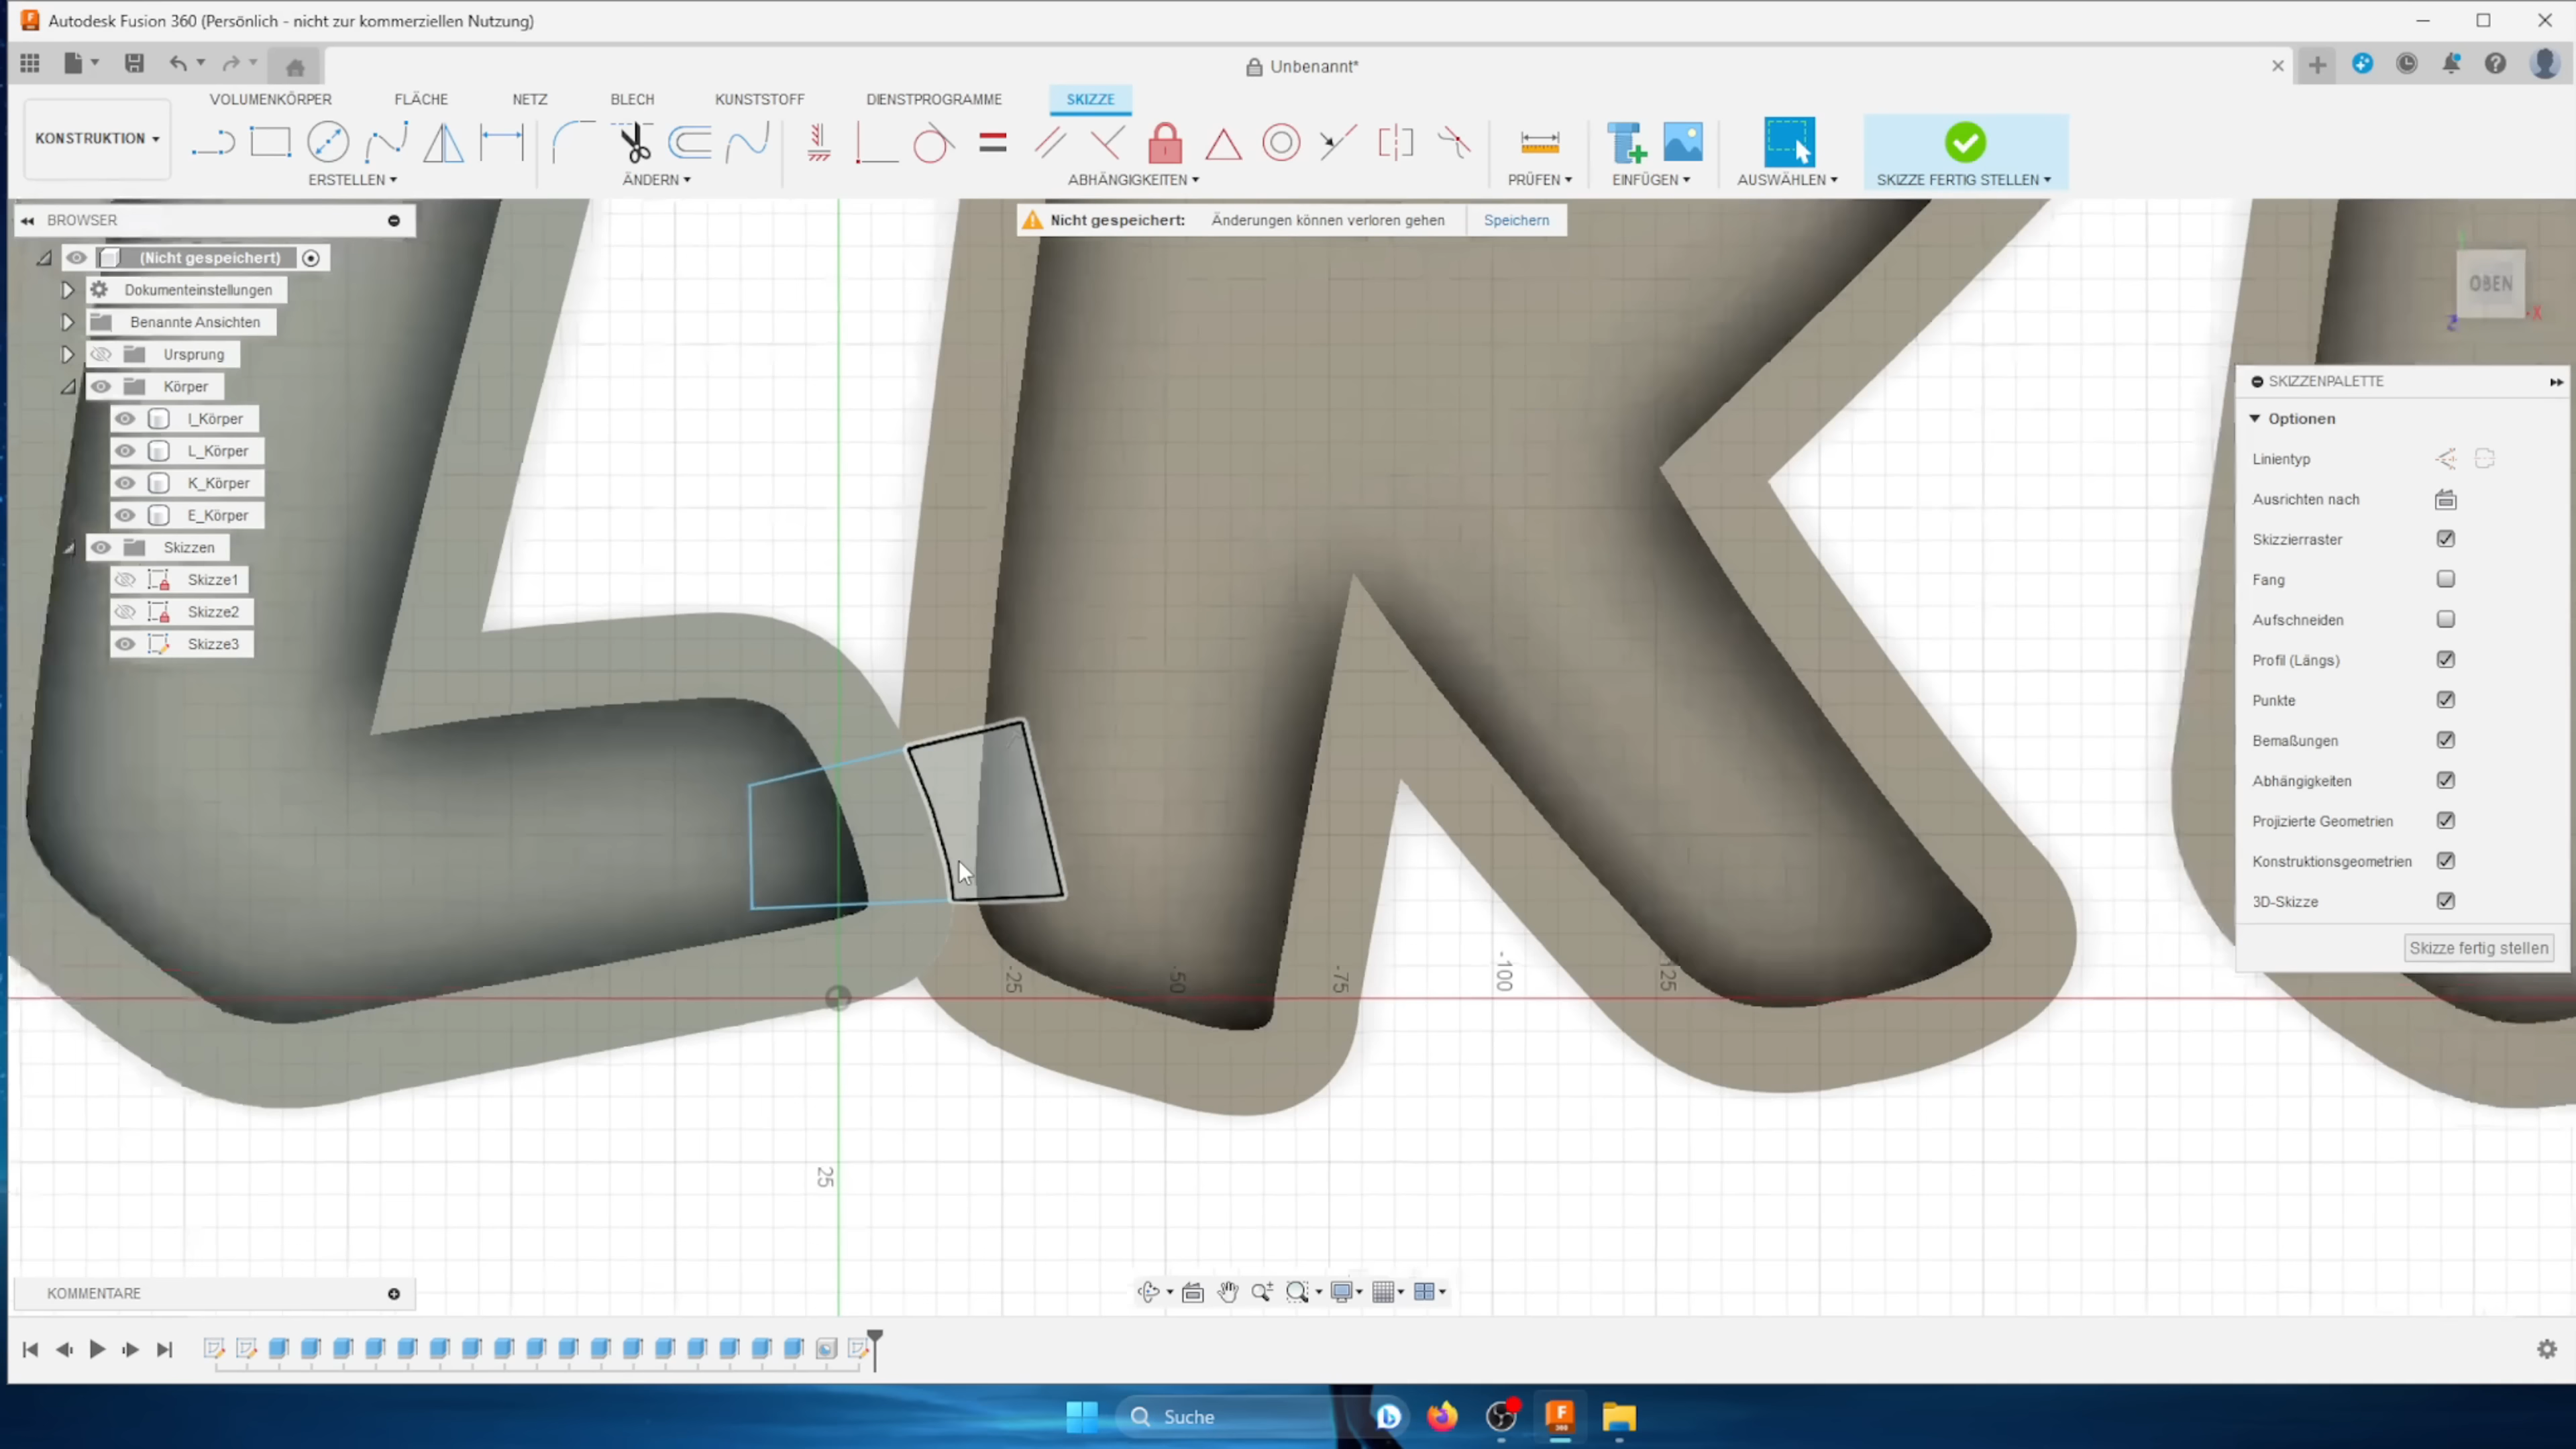 Autodesk Fusion 360 (Persönlich - nicht zur kommerziellen Nutzung)
Unbenannt*
VOLUMENKÖRPER FLÄCHE NETZ BLECH KUNSTSTOFF DIENSTPROGRAMME SKIZZE
KONSTRUKTION
ERSTELLEN ÄNDERN ABHÄNGIGKEITEN PRÜFEN EINFÜGEN AUSWÄHLEN SKIZZE FERTIG STELLEN
BROWSER
Nicht gespeichert: Änderungen können verloren gehen Speichern
(Nicht gespeichert)
Dokumenteinstellungen
Benannte Ansichten
Ursprung
Körper
I_Körper
L_Körper
K_Körper
E_Körper
Skizzen
Skizze1
Skizze2
Skizze3
OBEN
X
Z
SKIZZENPALETTE
Optionen
Linientyp
Ausrichten nach
Skizzierraster
Fang
Aufschneiden
Profil (Längs)
Punkte
Bemaßungen
Abhängigkeiten
Projizierte Geometrien
Konstruktionsgeometrien
3D-Skizze
Skizze fertig stellen
-25
-50
-75
-100
-125
25
KOMMENTARE
Suche